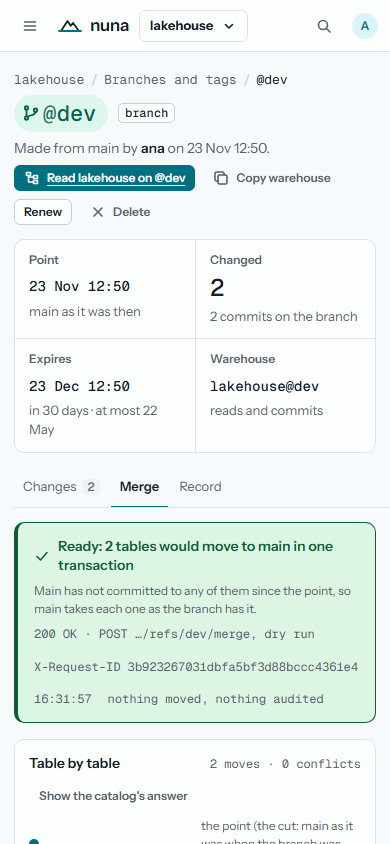 nuna lakehouse A
lakehouse / Branches and tags / @dev
@dev branch
Made from main by ana on 23 Nov 12:50.
Read lakehouse on @dev Copy warehouse
Renew Delete
Point
23 Nov 12:50
main as it was then
Changed
2
2 commits on the branch
Expires
23 Dec 12:50
in 30 days · at most 22
May
Warehouse
lakehouse@dev
reads and commits
Changes 2 Merge Record
Ready: 2 tables would move to main in one
transaction
Main has not committed to any of them since the point, so
main takes each one as the branch has it.
200 OK · POST …/refs/dev/merge, dry run
X-Request-ID 3b923267031dbfa5bf3d88bccc4361e4
16:31:57 nothing moved, nothing audited
Table by table 2 moves · 0 conflicts
Show the catalog's answer
the point (the cut: main as it
was when the branch was